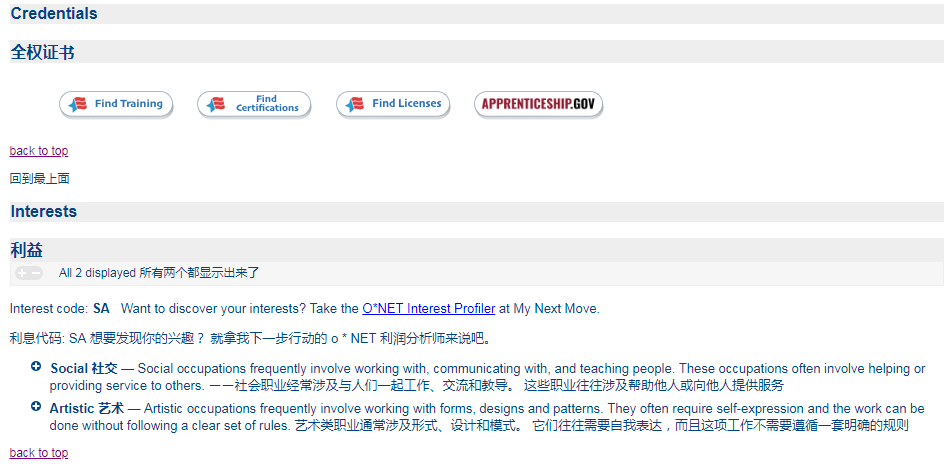 Credentials
全权证书
Find Training
Find
Certifications
Find Licenses
APPRENTICESHIP.GOV
back to top
回到最上面
Interests
利益
All 2 displayed 所有两个都显示出来了
Interest code: SA Want to discover your interests? Take the O*NET Interest Profiler at My Next Move.
利息代码: SA 想要发现你的兴趣？ 就拿我下一步行动的 o * NET 利润分析师来说吧。
Social 社交 — Social occupations frequently involve working with, communicating with, and teaching people. These occupations often involve helping or
providing service to others. ——社会职业经常涉及与人们一起工作、交流和教导。 这些职业往往涉及帮助他人或向他人提供服务
Artistic 艺术 — Artistic occupations frequently involve working with forms, designs and patterns. They often require self-expression and the work can be
done without following a clear set of rules. 艺术类职业通常涉及形式、设计和模式。 它们往往需要自我表达，而且这项工作不需要遵循一套明确的规则
back to top